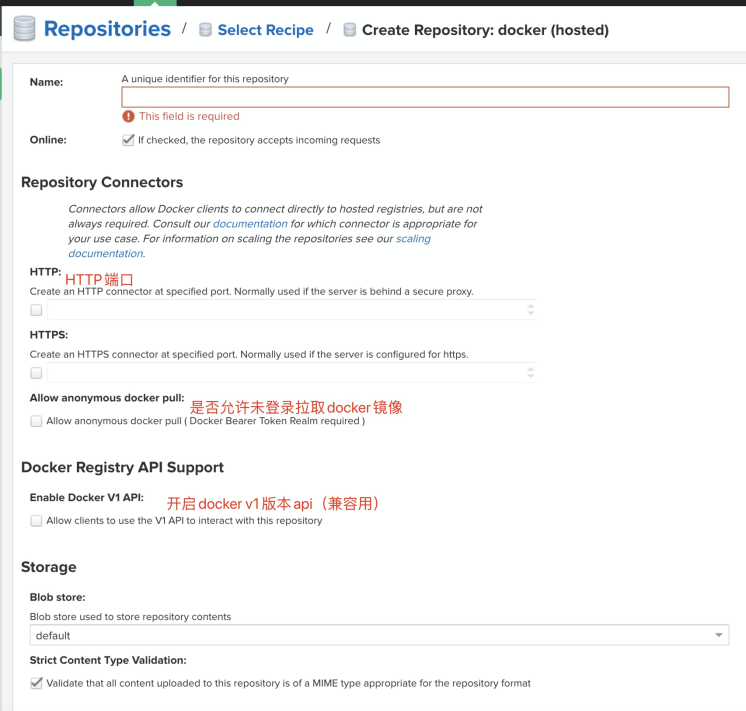 Repositories / Select Recipe / Create Repository: docker (hosted)
Name:
A unique identifier for this repository
This field is required
Online:
If checked, the repository accepts incoming requests
Repository Connectors
Connectors allow Docker clients to connect directly to hosted registries, but are not
always required. Consult our documentation for which connector is appropriate for
your use case. For information on scaling the repositories see our scaling
documentation.
HTTP: HTTP端口
Create an HTTP connector at specified port. Normally used if the server is behind a secure proxy.
HTTPS:
Create an HTTPS connector at specified port. Normally used if the server is configured for https.
Allow anonymous docker pull: 是否允许未登录拉取docker镜像
Allow anonymous docker pull ( Docker Bearer Token Realm required )
Docker Registry API Support
Enable Docker V1 API: 开启docker v1版本api（兼容用）
Allow clients to use the V1 API to interact with this repository
Storage
Blob store:
Blob store used to store repository contents
default
Strict Content Type Validation:
Validate that all content uploaded to this repository is of a MIME type appropriate for the repository format